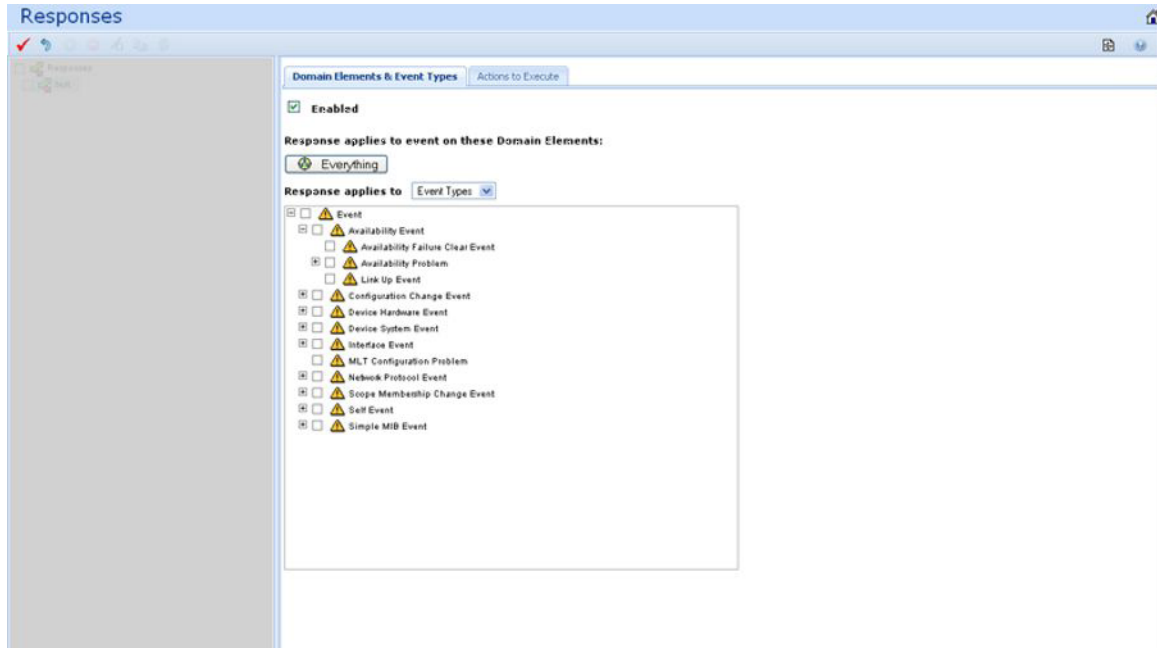 Responses
Responses
Domain Elements & Event Types
Actions to Execute
Enabled
Response applies to event on these Domain Elements:
Everything
Response applies to
Event Types
Event
Availability Event
Availability Failure Clear Event
Availability Problem
Link Up Event
Configuration Change Event
Device Hardware Event
Device System Event
Interface Event
MLT Configuration Problem
Network Protocol Event
Scope Membership Change Event
Self Event
Simple MIB Event